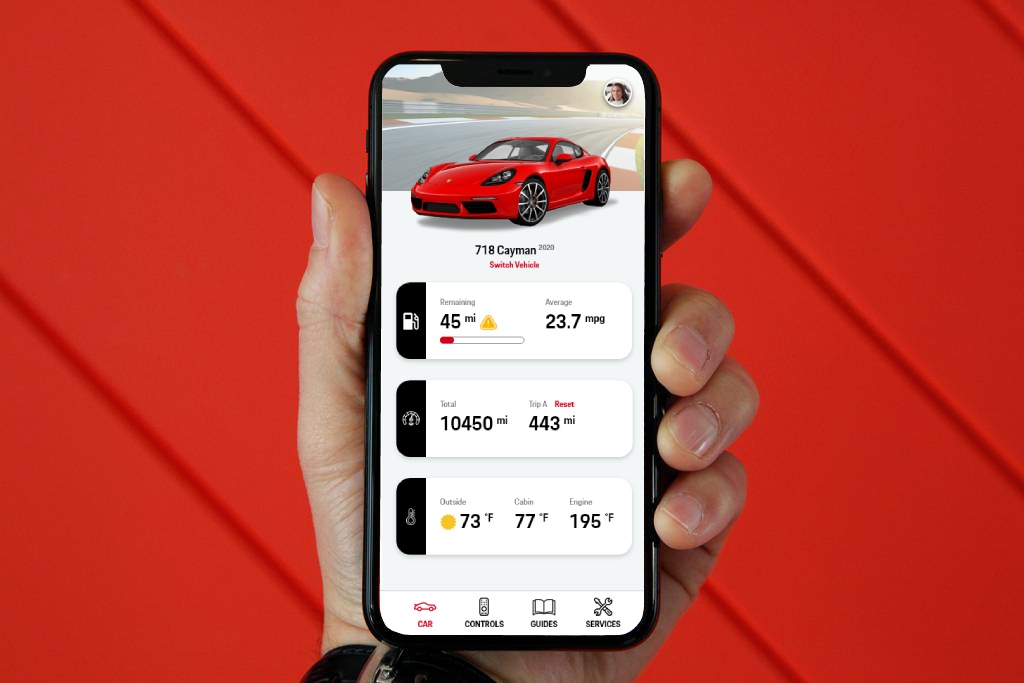 718 Cayman 2020
Switch Vehicle
Remaining Average
45 mi 23.7 mpg
Total Trip A Reset
10450 mi 443 mi
Outside Cabin Engine
73 °F 77 °F 195 °F
CAR CONTROLS GUIDES SERVICES